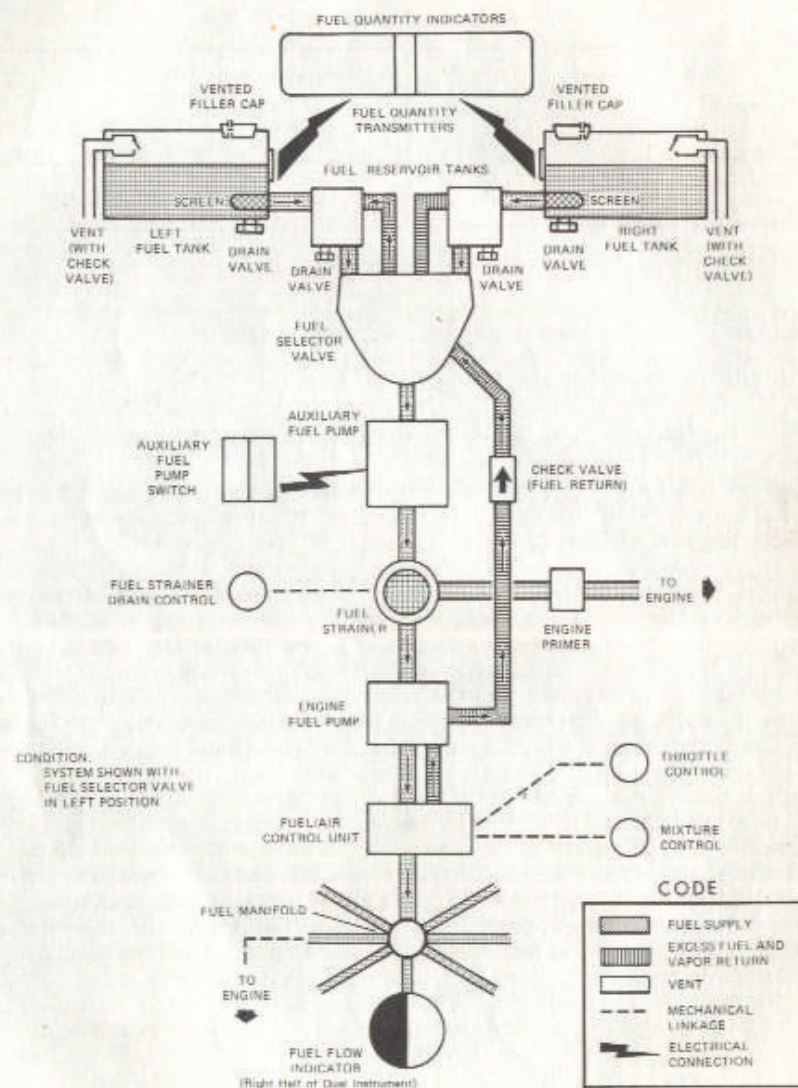 FUEL QUANTITY INDICATORS
VENTED
FILLER CAP
FUEL QUANTITY
TRANSMITTERS
VENTED
FILLER CAP
FUEL RESERVOIR TANKS
SCREEN
SCREEN
VENT
(WITH
CHECK
VALVE)
LEFT
FUEL TANK
DRAIN
VALVE
DRAIN
VALVE
DRAIN
VALVE
DRAIN
VALVE
RIGHT
FUEL TANK
VENT
(WITH
CHECK
VALVE)
FUEL
SELECTOR
VALVE
AUXILIARY
FUEL PUMP
AUXILIARY
FUEL
PUMP
SWITCH
CHECK VALVE
(FUEL RETURN)
FUEL STRAINER
DRAIN CONTROL
FUEL
STRAINER
TO
ENGINE
ENGINE
PRIMER
ENGINE
FUEL PUMP
CONDITION:
SYSTEM SHOWN WITH
FUEL SELECTOR VALVE
IN LEFT POSITION
THROTTLE
CONTROL
FUEL/AIR
CONTROL UNIT
MIXTURE
CONTROL
FUEL MANIFOLD
TO
ENGINE
FUEL FLOW
INDICATOR
(Right Half of Dual Instrument)
CODE
FUEL SUPPLY
EXCESS FUEL AND
VAPOR RETURN
VENT
MECHANICAL
LINKAGE
ELECTRICAL
CONNECTION